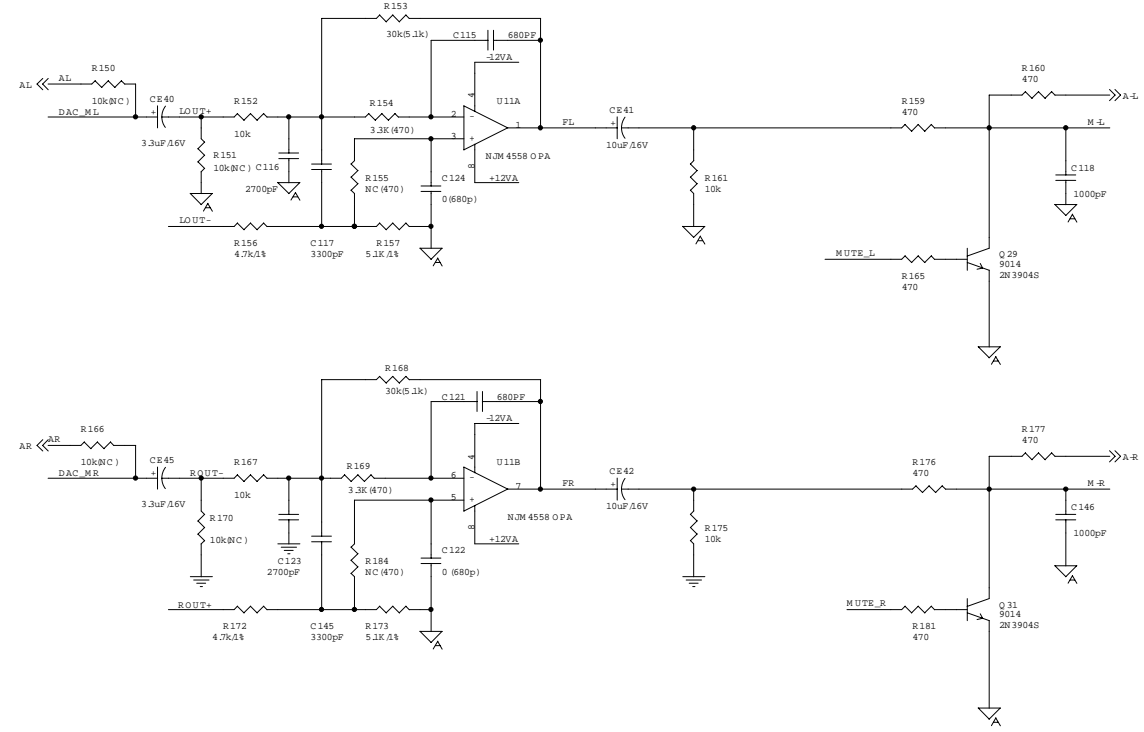 R153
30k(5.1k)
C115 680PF
-12VA
R150
AL AL
10k(NC)
DAC_ML
CE40
+
3.3uF/16V
LOUT+
R152
10k
R154
3.3K(470)
4
U11A
2 -
3 +
1
8
NJM4558 OPA
+12VA
FL
CE41
+
10uF/16V
R159
470
R160
470
A-L
M-L
R151
10k(NC)
A
C116
2700pF
A
R155
NC(470)
C124
0(680p)
R161
10k
A
C118
1000pF
A
LOUT-
R156
4.7k/1%
C117
3300pF
R157
5.1K/1%
A
MUTE_L
R165
470
Q29
9014
2N3904S
A
R168
30k(5.1k)
C121 680PF
-12VA
R166
AR AR
10k(NC)
DAC_MR
CE45
+
3.3uF/16V
ROUT-
R167
10k
R169
3.3K(470)
4
U11B
6 -
5 +
7
8
NJM4558 OPA
+12VA
FR
CE42
+
10uF/16V
R176
470
R177
470
A-R
M-R
R170
10k(NC)
C123
2700pF
R184
NC(470)
C122
0(680p)
R175
10k
C146
1000pF
A
ROUT+
R172
4.7k/1%
C145
3300pF
R173
5.1K/1%
A
MUTE_R
R181
470
Q31
9014
2N3904S
A